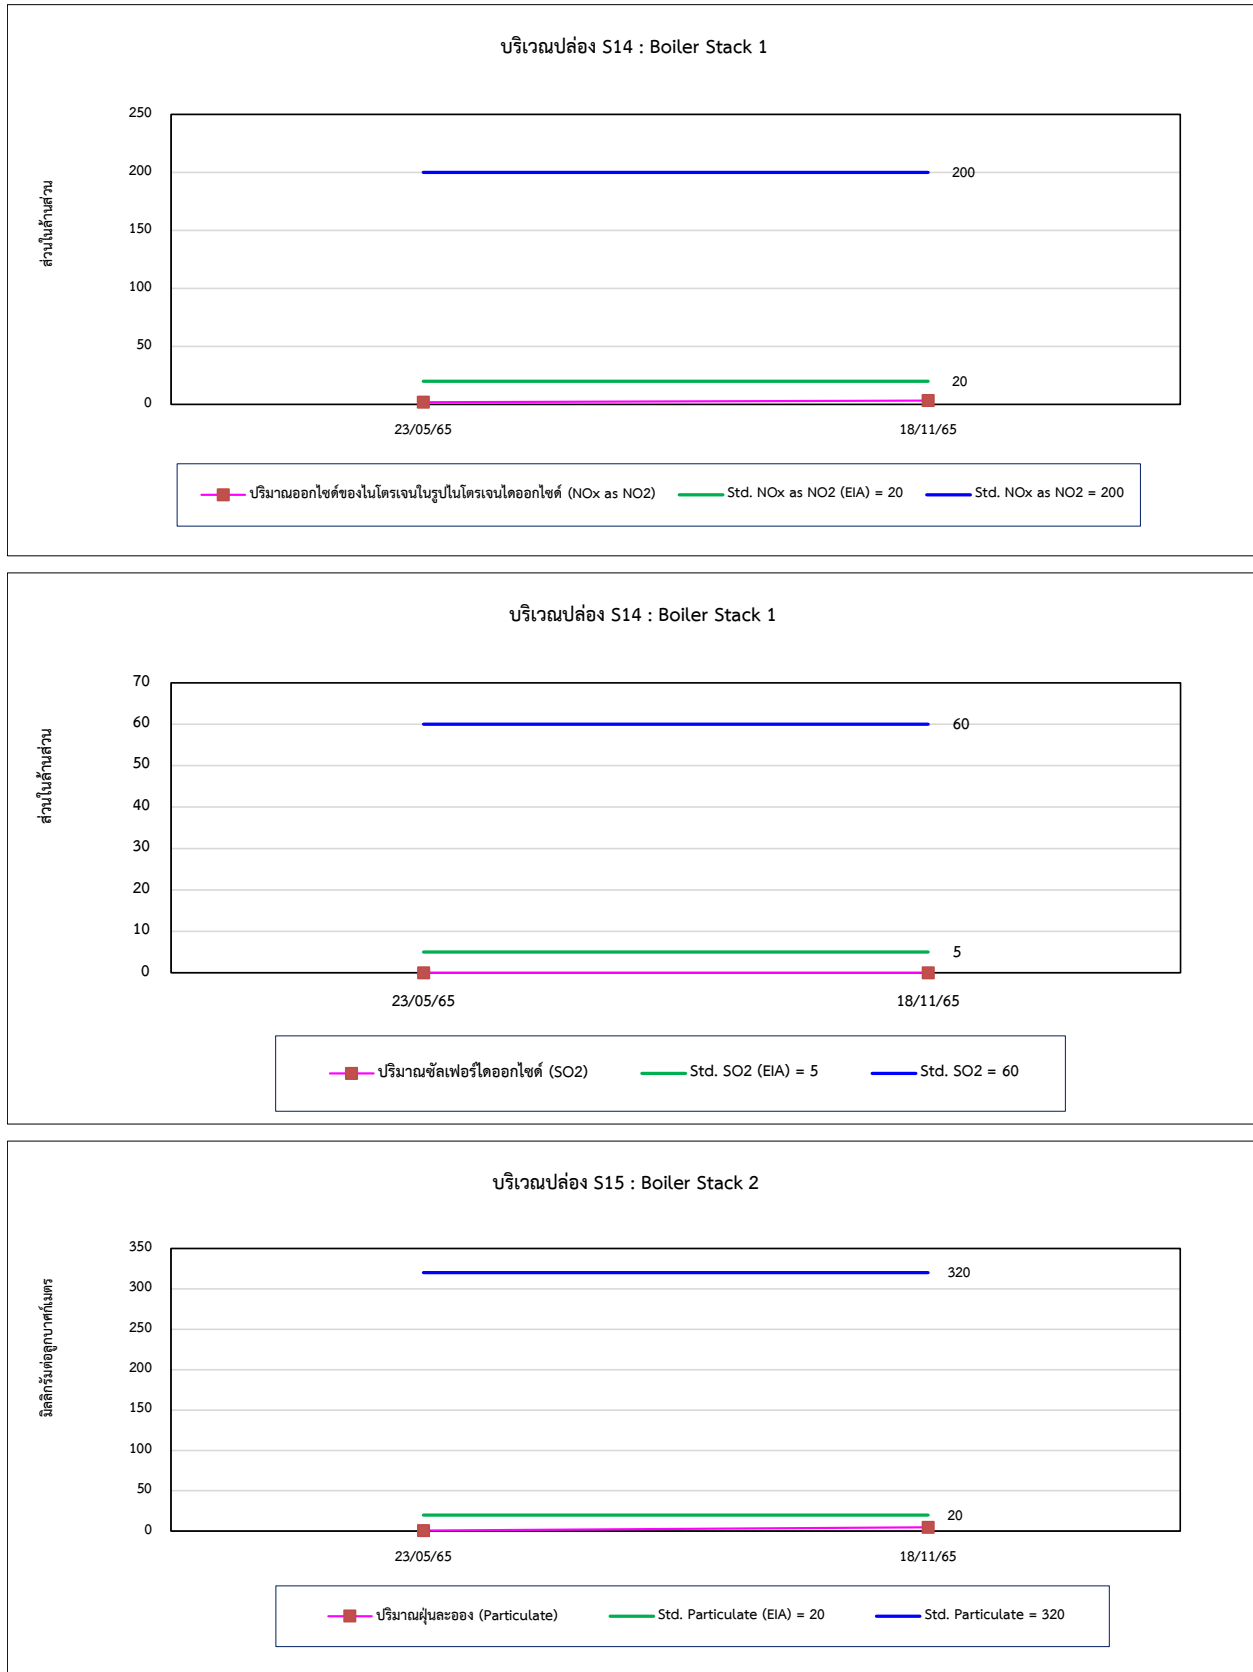 บริเวณปล่อง S14 : Boiler Stack 1
ส่วนในล้านส่วน
250
200
150
100
50
0
200
20
23/05/65
18/11/65
ปริมาณออกไซด์ของไนโตรเจนในรูปไนโตรเจนไดออกไซด์ (NOx as NO2)
Std. NOx as NO2 (EIA) = 20
Std. NOx as NO2 = 200
บริเวณปล่อง S14 : Boiler Stack 1
ส่วนในล้านส่วน
70
60
50
40
30
20
10
0
60
5
23/05/65
18/11/65
ปริมาณซัลเฟอร์ไดออกไซด์ (SO2)
Std. SO2 (EIA) = 5
Std. SO2 = 60
บริเวณปล่อง S15 : Boiler Stack 2
มิลลิกรัมต่อลูกบาศก์เมตร
350
300
250
200
150
100
50
0
320
20
23/05/65
18/11/65
ปริมาณฝุ่นละออง (Particulate)
Std. Particulate (EIA) = 20
Std. Particulate = 320